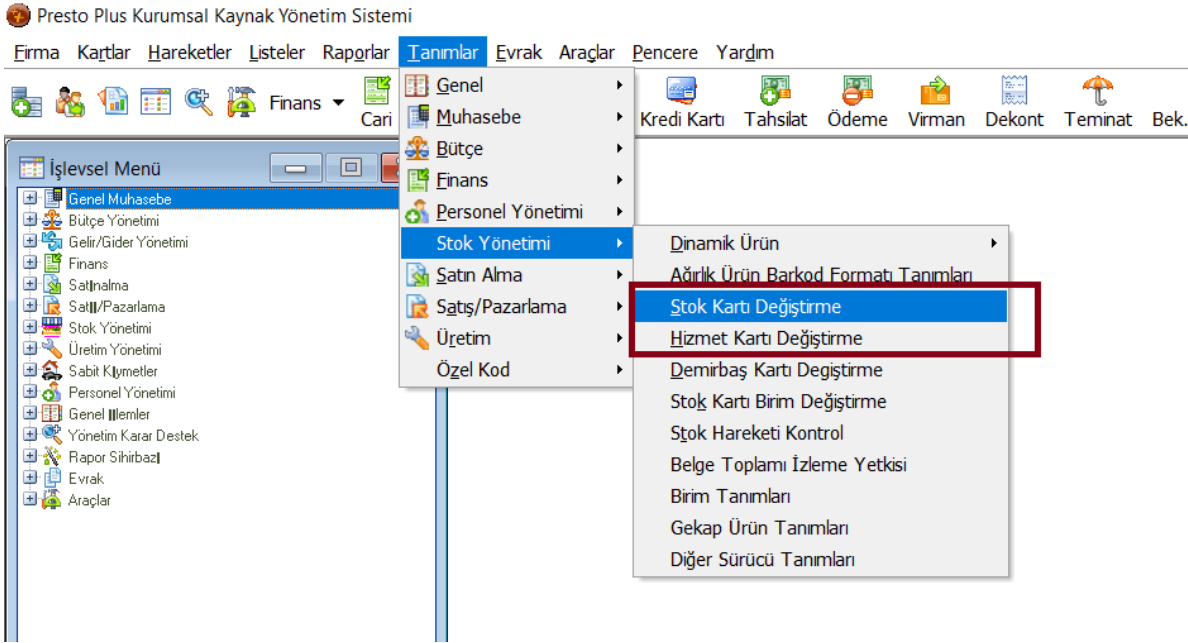 Presto Plus Kurumsal Kaynak Yönetim Sistemi
Firma Kartlar Hareketler Listeler Raporlar Tanımlar Evrak Araçlar Pencere Yardım
Finans
Cari
Kredi Kartı Tahsilat Ödeme Virman Dekont Teminat Bek.
Genel
Muhasebe
Bütçe
Finans
Personel Yönetimi
Stok Yönetimi
Satın Alma
Satış/Pazarlama
Üretim
Özel Kod
Dinamik Ürün
Ağırlık Ürün Barkod Formatı Tanımları
Stok Kartı Değiştirme
Hizmet Kartı Değiştirme
Demirbaş Kartı Degiştirme
Stok Kartı Birim Değiştirme
Stok Hareketi Kontrol
Belge Toplamı İzleme Yetkisi
Birim Tanımları
Gekap Ürün Tanımları
Diğer Sürücü Tanımları
İşlevsel Menü
Genel Muhasebe
Bütçe Yönetimi
Gelir/Gider Yönetimi
Finans
Satınalma
/Pazarlama
Stok Yönetimi
Üretim Yönetimi
Sabit Kıymetler
Personel Yönetimi
Genel
Yönetim Karar Destek
Rapor Sihirbazı
Evrak
Araçlar